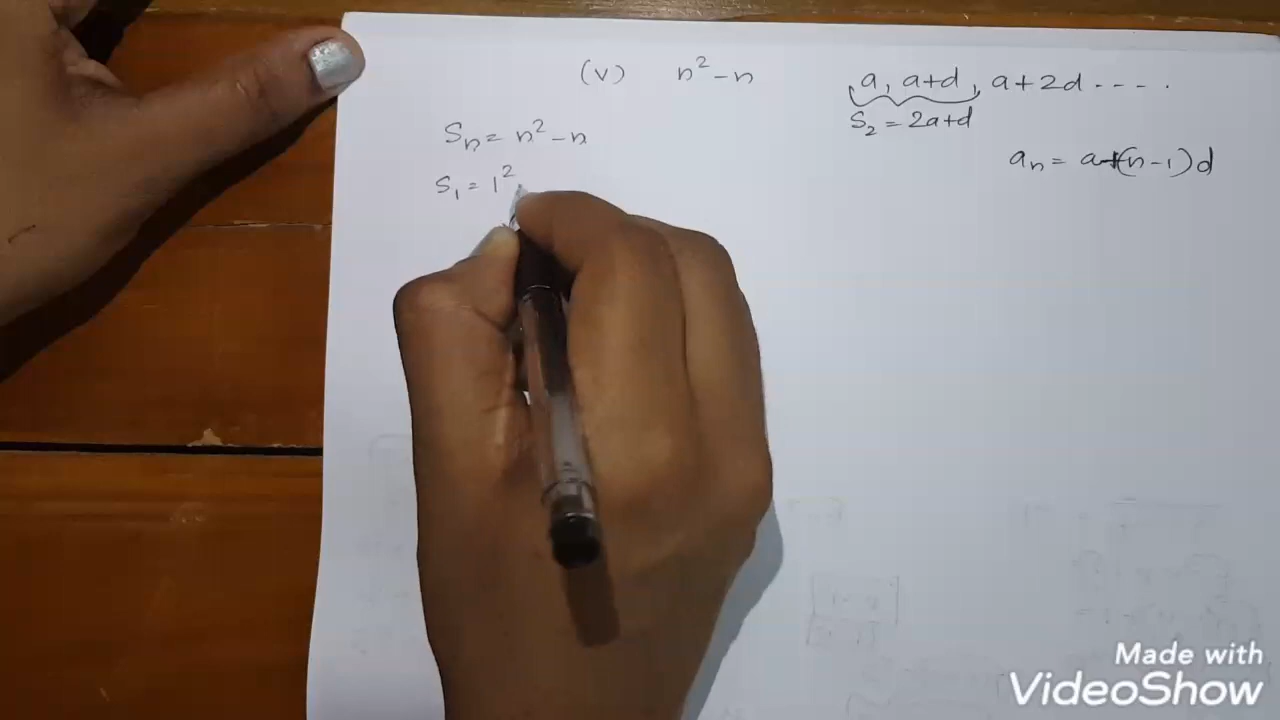 (v) n² - n
a, a+d, a+2d ----.
S₂ = 2a+d
Sₙ = n² - n
aₙ = a+(n-1)d
S₁ = 1²
Made with
VideoShow